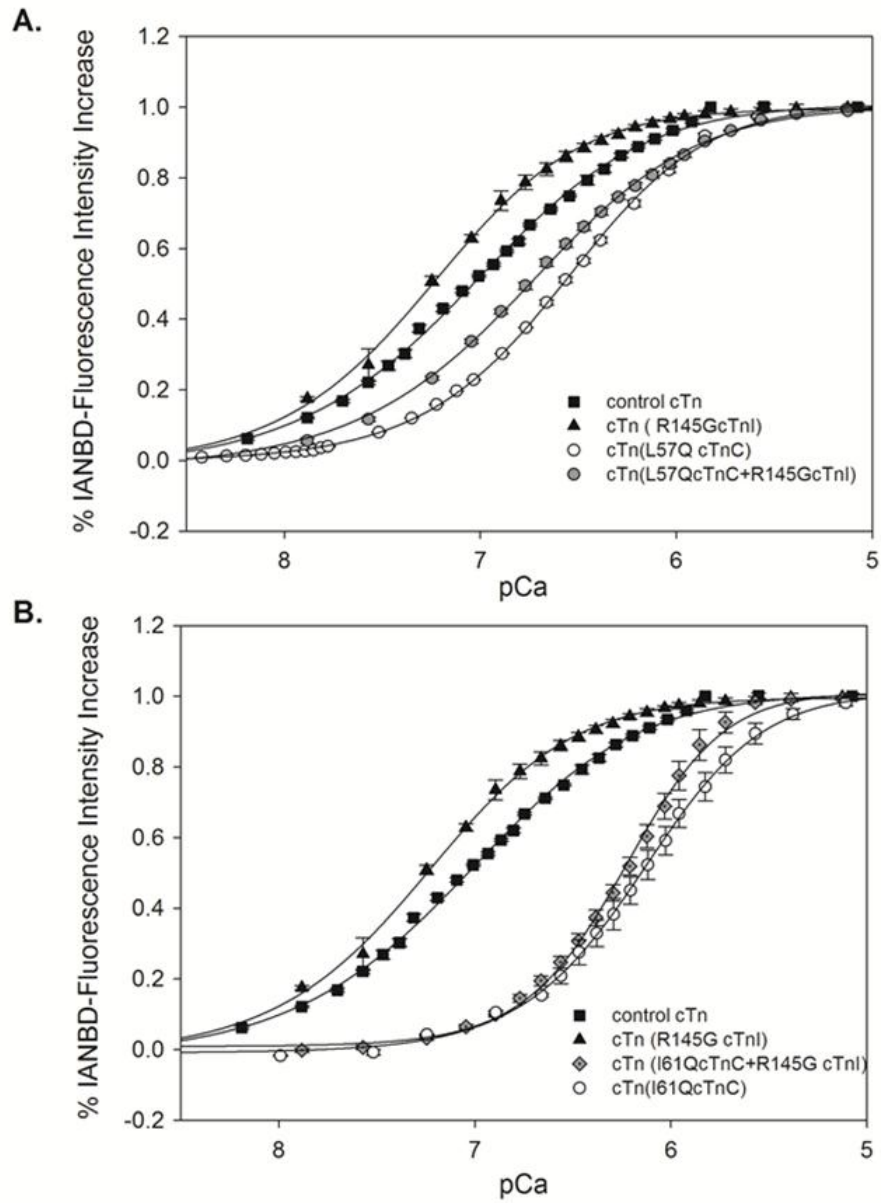 A.
% IANBD-Fluorescence Intensity Increase
1.2
1.0
0.8
0.6
0.4
0.2
0.0
-0.2
control cTn
cTn ( R145GcTnI)
cTn(L57Q cTnC)
cTn(L57QcTnC+R145GcTnI)
8 7 6 5
pCa
B.
% IANBD-Fluorescence Intensity Increase
1.2
1.0
0.8
0.6
0.4
0.2
0.0
-0.2
control cTn
cTn (R145G cTnI)
cTn (I61QcTnC+R145G cTnI)
cTn(I61QcTnC)
8 7 6 5
pCa